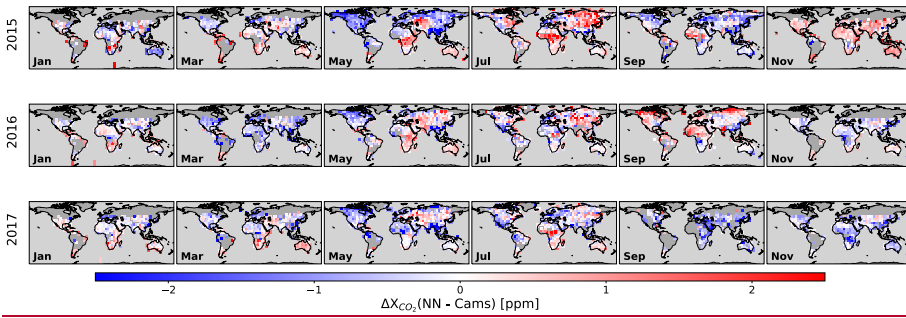 2015
Jan
Mar
May
Jul
Sep
Nov
2016
Jan
Mar
May
Jul
Sep
Nov
2017
Jan
Mar
May
Jul
Sep
Nov
−2
−1
0
1
2
ΔX_{CO_2}(NN - Cams) [ppm]